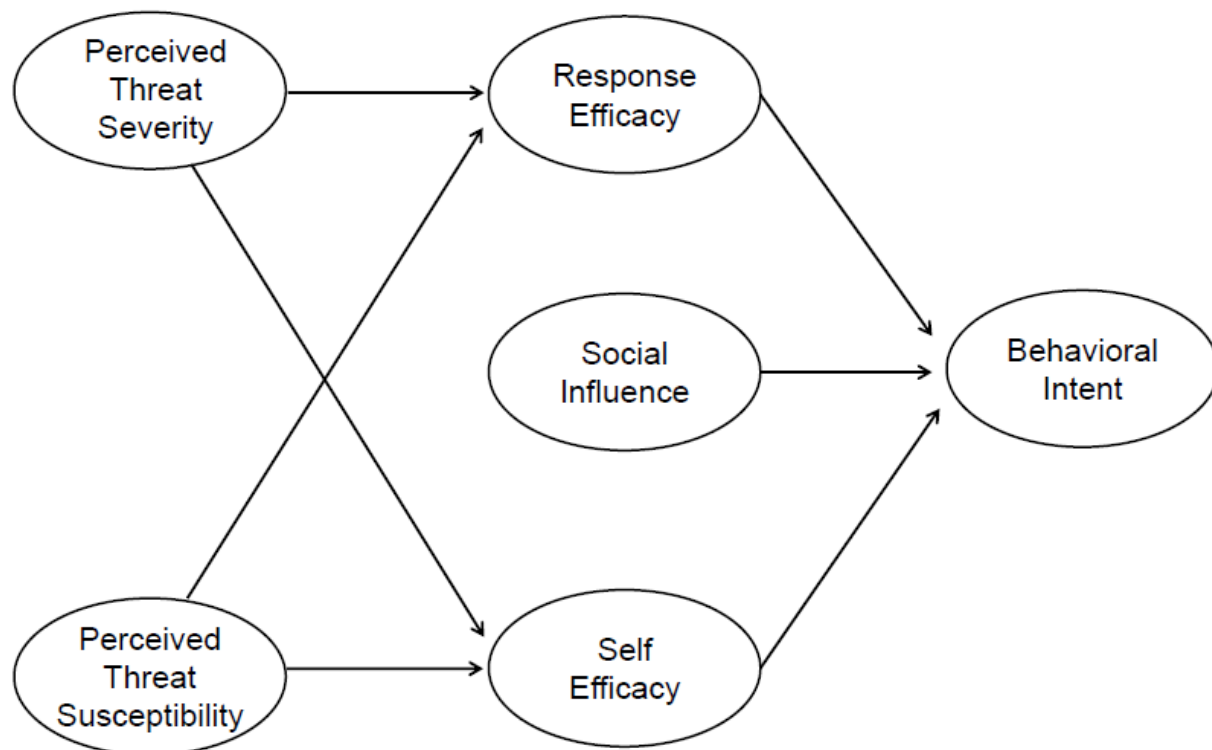 Perceived
Threat
Severity
Response
Efficacy
Social
Influence
Behavioral
Intent
Perceived
Threat
Susceptibility
Self
Efficacy